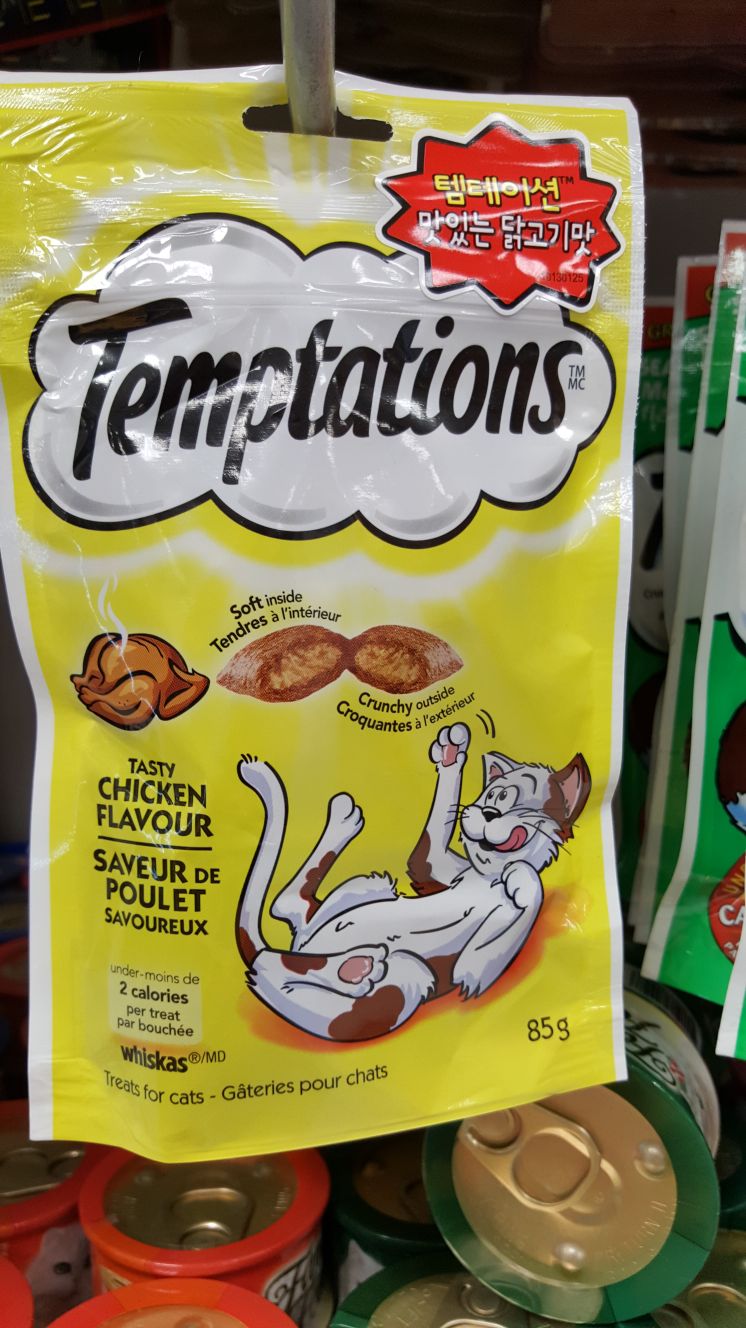 템테이션™
맛있는 닭고기맛
Temptations
TM
MC
Soft inside
Tendres à l'intérieur
Crunchy outside
Croquantes à l'extérieur
TASTY
CHICKEN
FLAVOUR
SAVEUR DE
POULET
SAVOUREUX
under-moins de
2 calories
per treat
par bouchée
85g
whiskas®/MD
Treats for cats - Gâteries pour chats